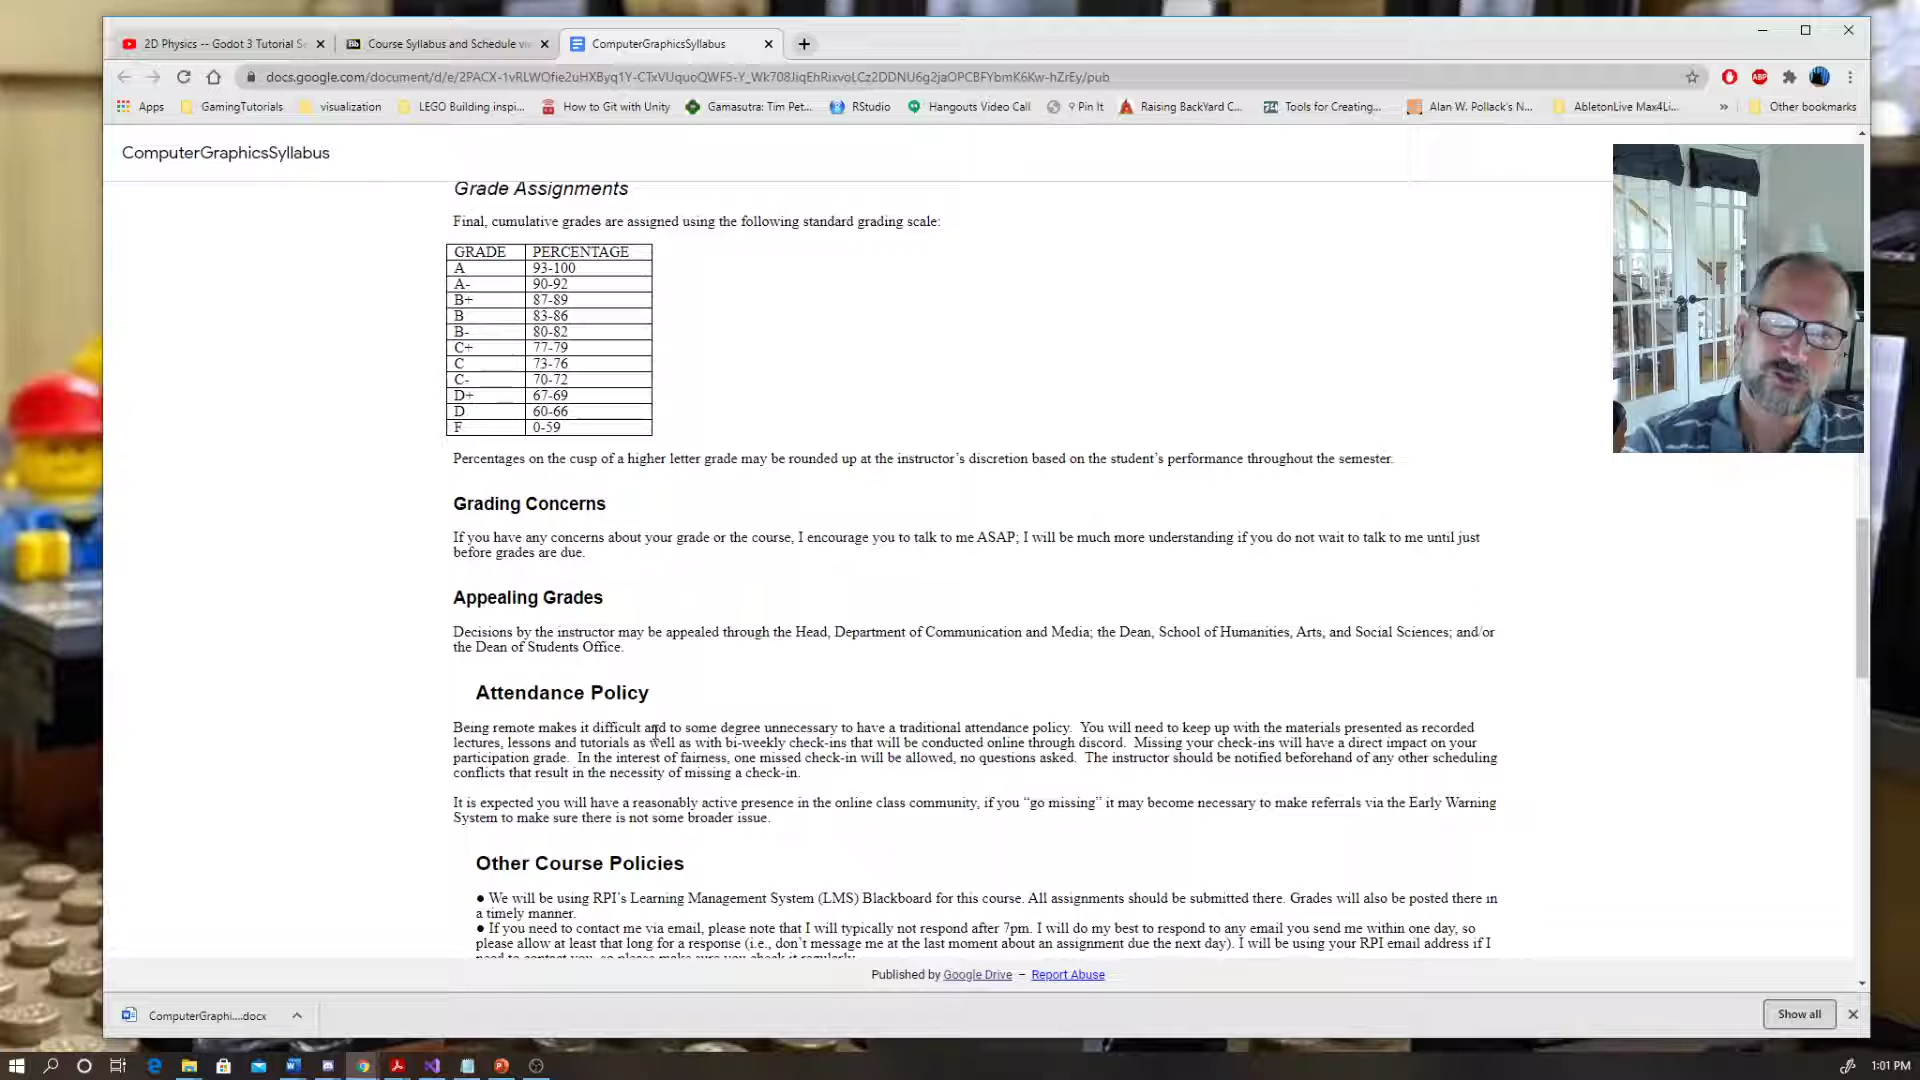 2D Physics -- Godot 3 Tutorial Se
Course Syllabus and Schedule vi
ComputerGraphicsSyllabus
docs.google.com/document/d/e/2PACX-1vRLWOfie2uHXByq1Y-CTxVUquoQWF5-Y_Wk708JiqEhRixvoLCz2DDNU6g2jaOPCBFYbmK6Kw-hZrEy/pub
Apps GamingTutorials visualization LEGO Building inspi... How to Git with Unity Gamasutra: Tim Pet... RStudio Hangouts Video Call Pin It Raising BackYard C... Tools for Creating... Alan W. Pollack's N... AbletonLive Max4Li... » Other bookmarks
ComputerGraphicsSyllabus
Grade Assignments
Final, cumulative grades are assigned using the following standard grading scale:
GRADE PERCENTAGE
A 93-100
A- 90-92
B+ 87-89
B 83-86
B- 80-82
C+ 77-79
C 73-76
C- 70-72
D+ 67-69
D 60-66
F 0-59
Percentages on the cusp of a higher letter grade may be rounded up at the instructor’s discretion based on the student’s performance throughout the semester.
Grading Concerns
If you have any concerns about your grade or the course, I encourage you to talk to me ASAP; I will be much more understanding if you do not wait to talk to me until just
before grades are due.
Appealing Grades
Decisions by the instructor may be appealed through the Head, Department of Communication and Media; the Dean, School of Humanities, Arts, and Social Sciences; and/or
the Dean of Students Office.
Attendance Policy
Being remote makes it difficult and to some degree unnecessary to have a traditional attendance policy. You will need to keep up with the materials presented as recorded
lectures, lessons and tutorials as well as with bi-weekly check-ins that will be conducted online through discord. Missing your check-ins will have a direct impact on your
participation grade. In the interest of fairness, one missed check-in will be allowed, no questions asked. The instructor should be notified beforehand of any other scheduling
conflicts that result in the necessity of missing a check-in.
It is expected you will have a reasonably active presence in the online class community, if you “go missing” it may become necessary to make referrals via the Early Warning
System to make sure there is not some broader issue.
Other Course Policies
● We will be using RPI’s Learning Management System (LMS) Blackboard for this course. All assignments should be submitted there. Grades will also be posted there in
a timely manner.
● If you need to contact me via email, please note that I will typically not respond after 7pm. I will do my best to respond to any email you send me within one day, so
please allow at least that long for a response (i.e., don’t message me at the last moment about an assignment due the next day). I will be using your RPI email address if I
need to contact you, so please make sure you check it regularly.
Published by Google Drive – Report Abuse
ComputerGraphi....docx
Show all
1:01 PM